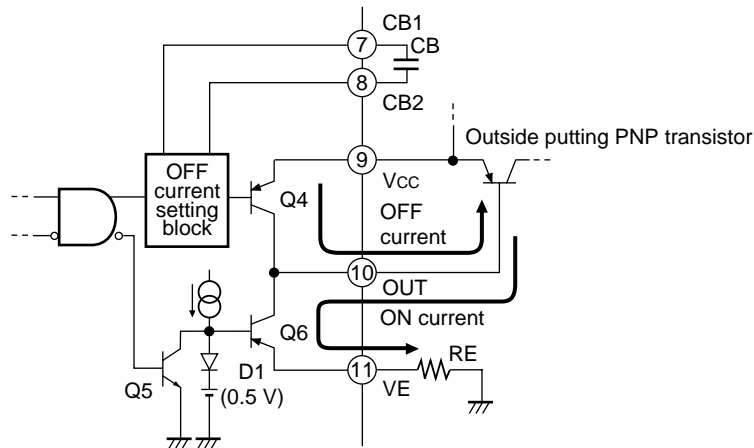 CB1
7
CB
8
CB2
Outside putting PNP transistor
9
VCC
OFF
current
setting
block
Q4
OFF
current
10
OUT
ON current
Q6
RE
D1
11
Q5
(0.5 V)
VE